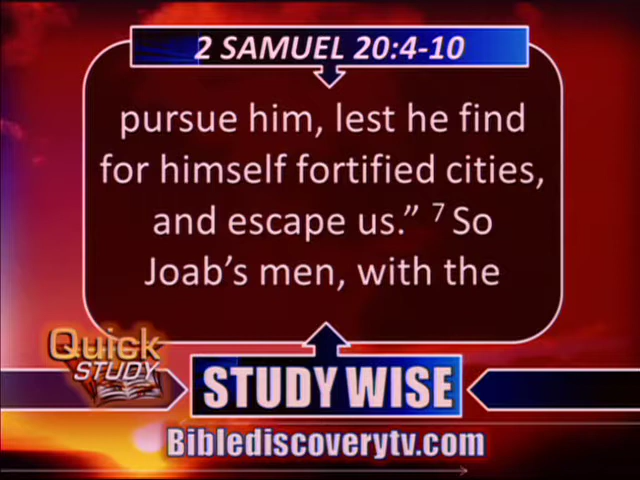 2 SAMUEL 20:4-10
pursue him, lest he find
for himself fortified cities,
and escape us.” ⁷ So
Joab’s men, with the
Quick
STUDY
STUDY WISE
Biblediscoverytv.com